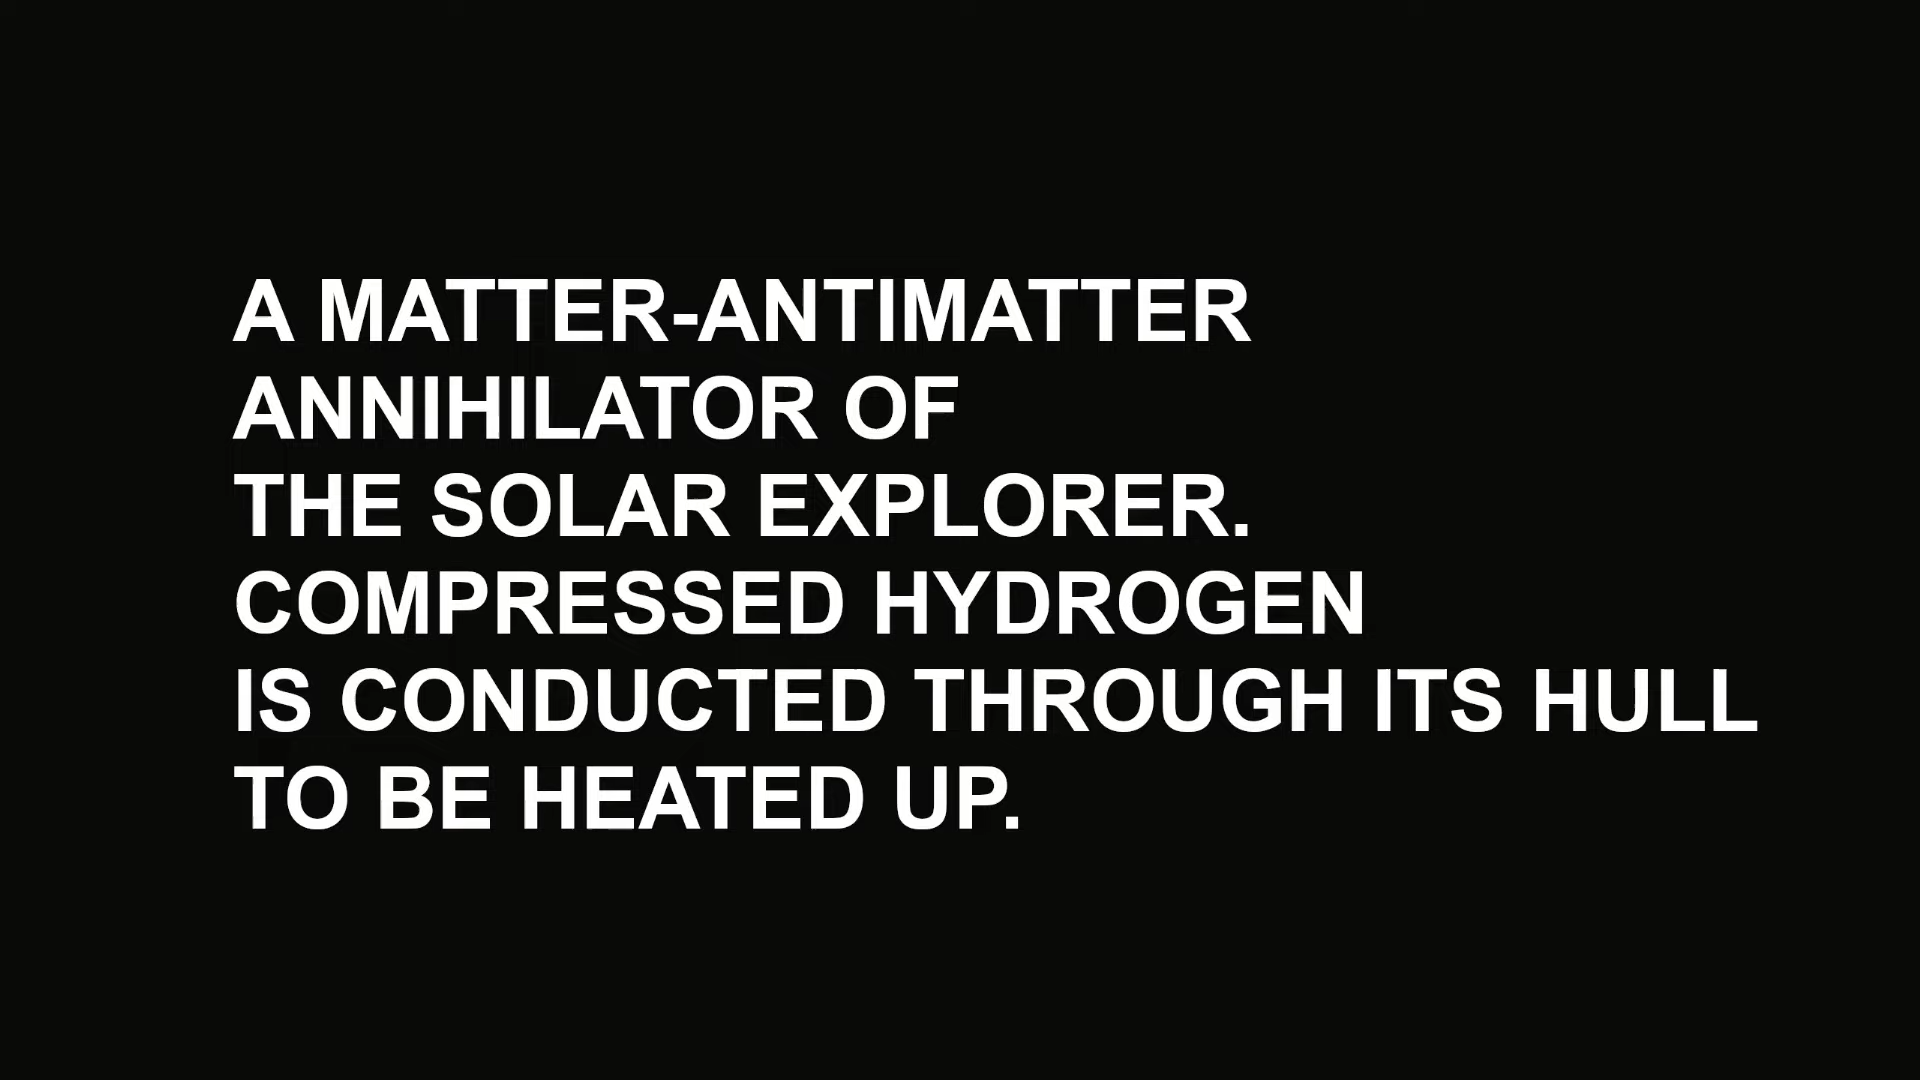 A MATTER-ANTIMATTER
ANNIHILATOR OF
THE SOLAR EXPLORER.
COMPRESSED HYDROGEN
IS CONDUCTED THROUGH ITS HULL
TO BE HEATED UP.